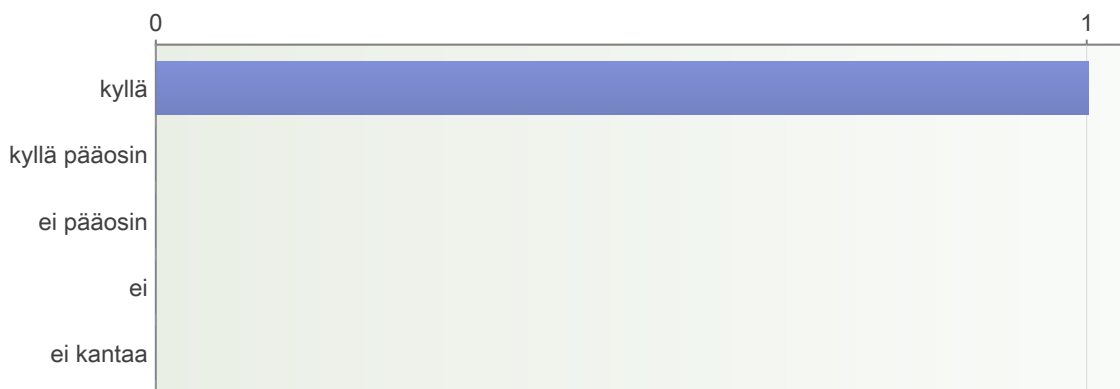 0 1
kyllä
kyllä pääosin
ei pääosin
ei
ei kantaa